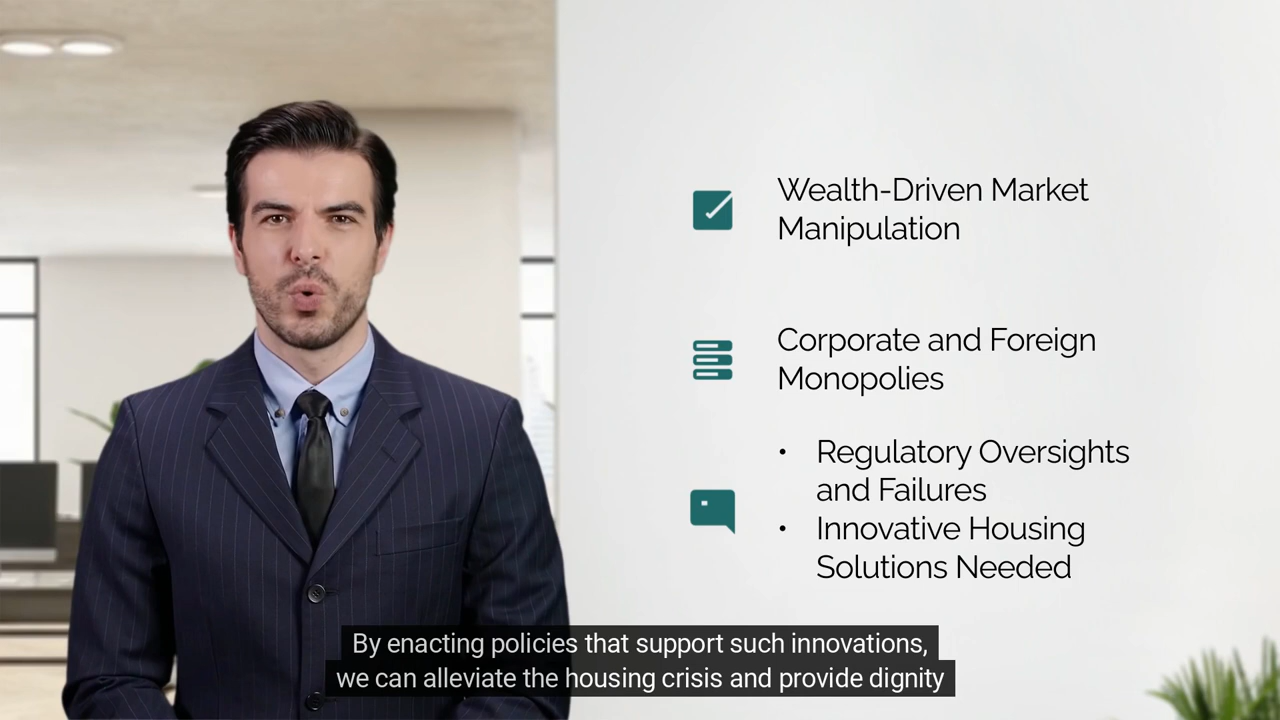 Wealth-Driven Market
Manipulation
Corporate and Foreign
Monopolies
• Regulatory Oversights
and Failures
• Innovative Housing
Solutions Needed
By enacting policies that support such innovations,
we can alleviate the housing crisis and provide dignity